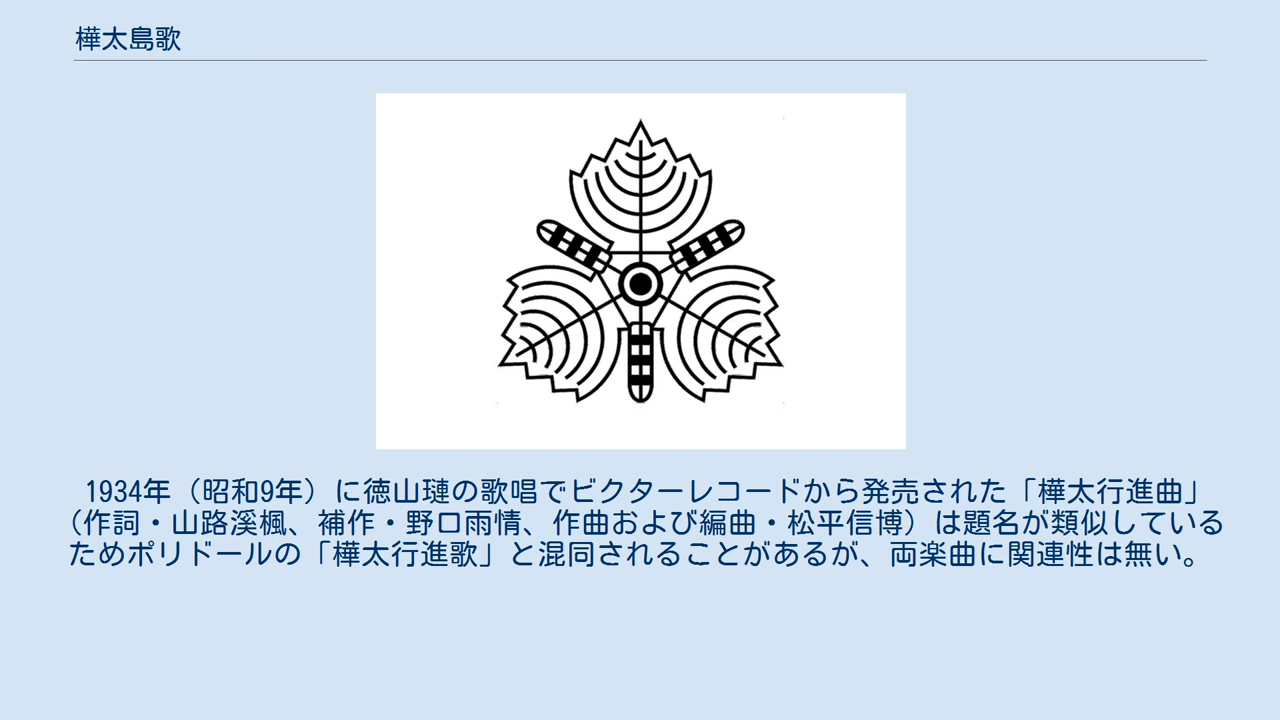 樺太島歌
1934年（昭和9年）に徳山璉の歌唱でビクターレコードから発売された「樺太行進曲」
（作詞・山路溪楓、補作・野口雨情、作曲および編曲・松平信博）は題名が類似している
ためポリドールの「樺太行進歌」と混同されることがあるが、両楽曲に関連性は無い。